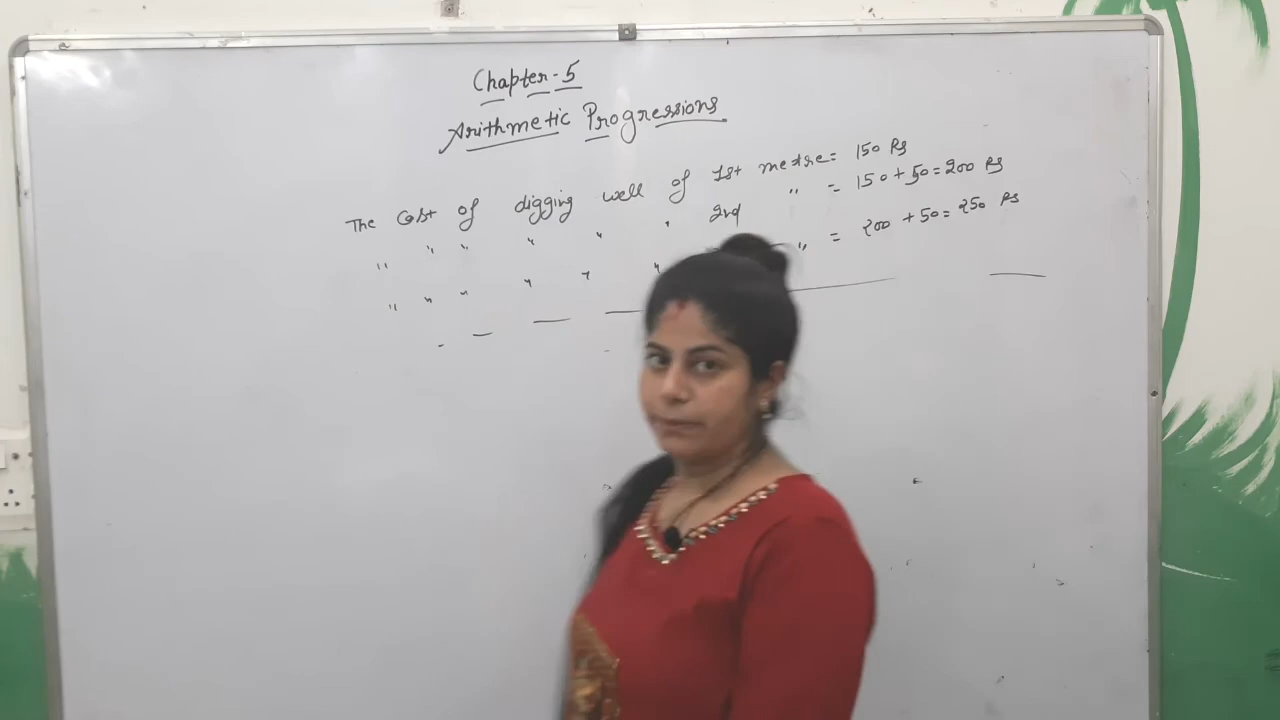 Chapter-5
Arithmetic Progressions
The Cost of digging well of 1st metre = 150 Rs
" " " " " " 2nd " = 150 + 50 = 200 Rs
" " " " " " " = 200 + 50 = 250 Rs